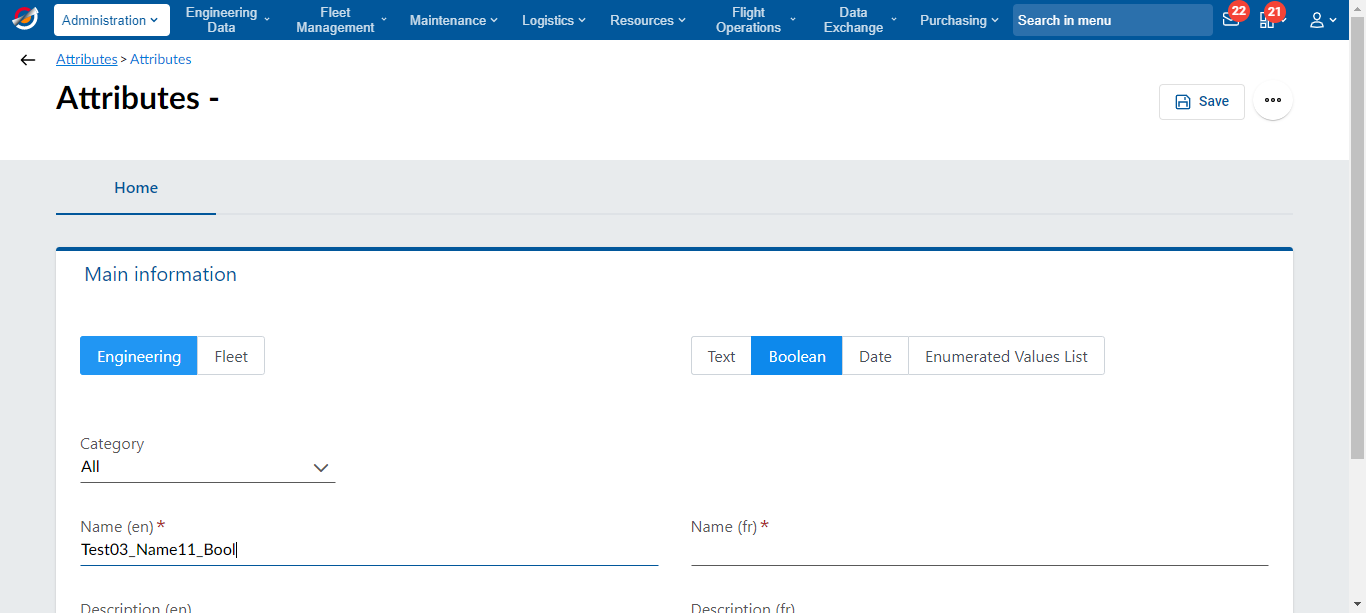 Administration
Engineering
Data
Fleet
Management
Maintenance
Logistics
Resources
Flight
Operations
Data
Exchange
Purchasing
Search in menu
22
21
Attributes > Attributes
Attributes -
Save
Home
Main information
Engineering Fleet
Text Boolean Date Enumerated Values List
Category
All
Name (en) *
Test03_Name11_Bool
Name (fr) *
Description (en)
Description (fr)